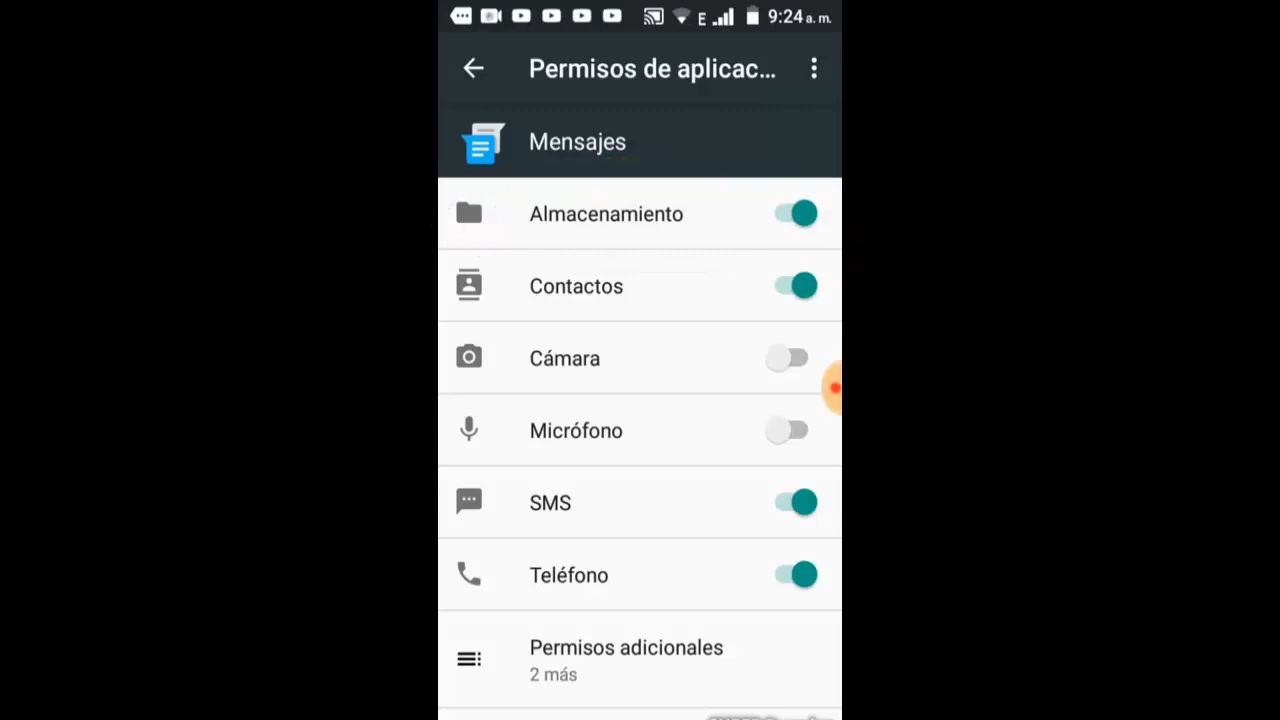 E 9:24 a. m.
Permisos de aplicac...
Mensajes
Almacenamiento
Contactos
Cámara
Micrófono
SMS
Teléfono
Permisos adicionales
2 más